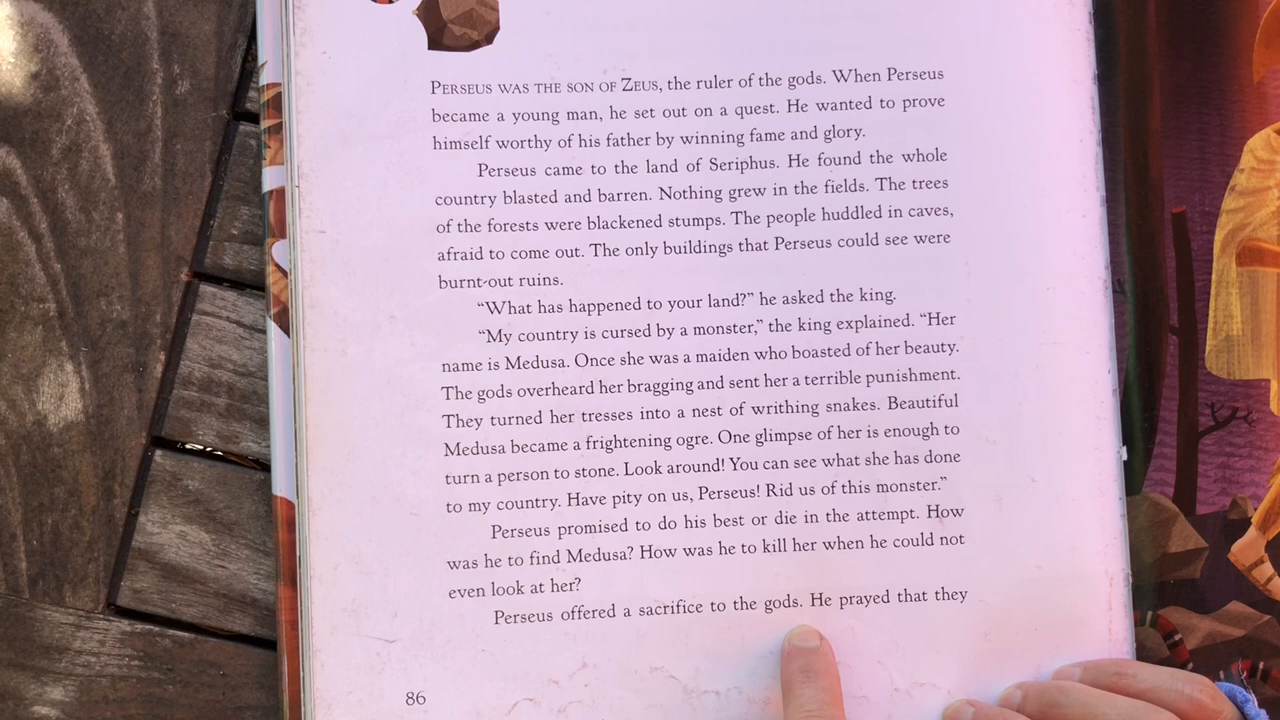 PERSEUS WAS THE SON OF ZEUS, the ruler of the gods. When Perseus
became a young man, he set out on a quest. He wanted to prove
himself worthy of his father by winning fame and glory.
Perseus came to the land of Seriphus. He found the whole
country blasted and barren. Nothing grew in the fields. The trees
of the forests were blackened stumps. The people huddled in caves,
afraid to come out. The only buildings that Perseus could see were
burnt-out ruins.
“What has happened to your land?” he asked the king.
“My country is cursed by a monster,” the king explained. “Her
name is Medusa. Once she was a maiden who boasted of her beauty.
The gods overheard her bragging and sent her a terrible punishment.
They turned her tresses into a nest of writhing snakes. Beautiful
Medusa became a frightening ogre. One glimpse of her is enough to
turn a person to stone. Look around! You can see what she has done
to my country. Have pity on us, Perseus! Rid us of this monster.”
Perseus promised to do his best or die in the attempt. How
was he to find Medusa? How was he to kill her when he could not
even look at her?
Perseus offered a sacrifice to the gods. He prayed that they
86